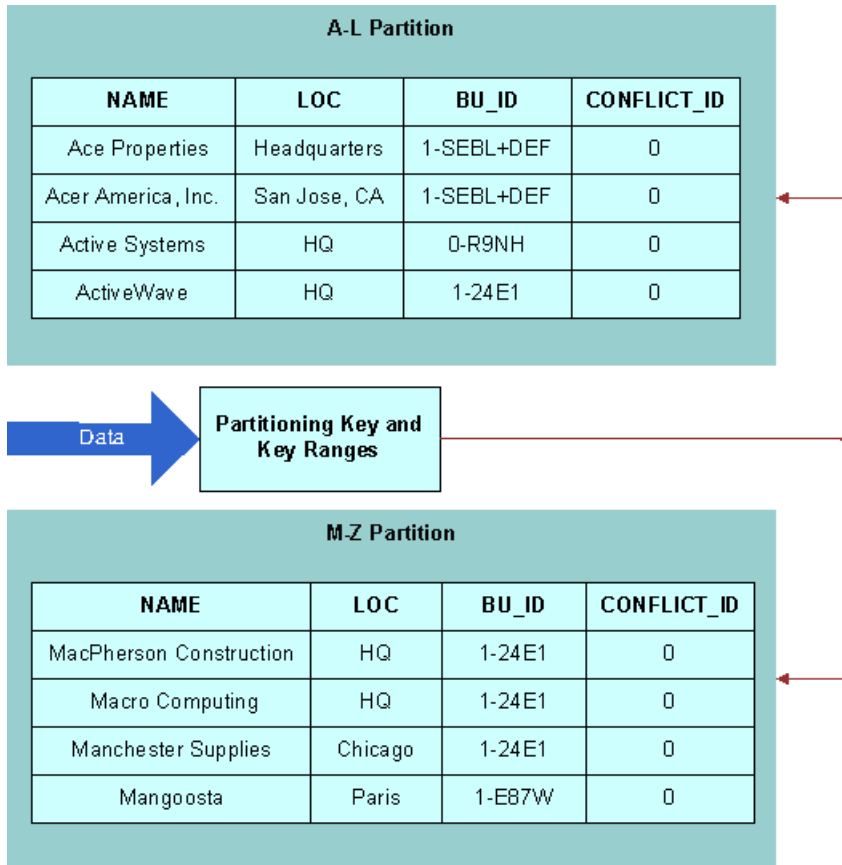 A-L Partition
NAME LOC BU_ID CONFLICT_ID
Ace Properties Headquarters 1-SEBL+DEF 0
Acer America, Inc. San Jose, CA 1-SEBL+DEF 0
Active Systems HQ 0-R9NH 0
ActiveWave HQ 1-24E1 0
Data
Partitioning Key and
Key Ranges
M-Z Partition
NAME LOC BU_ID CONFLICT_ID
MacPherson Construction HQ 1-24E1 0
Macro Computing HQ 1-24E1 0
Manchester Supplies Chicago 1-24E1 0
Mangoosta Paris 1-E87W 0